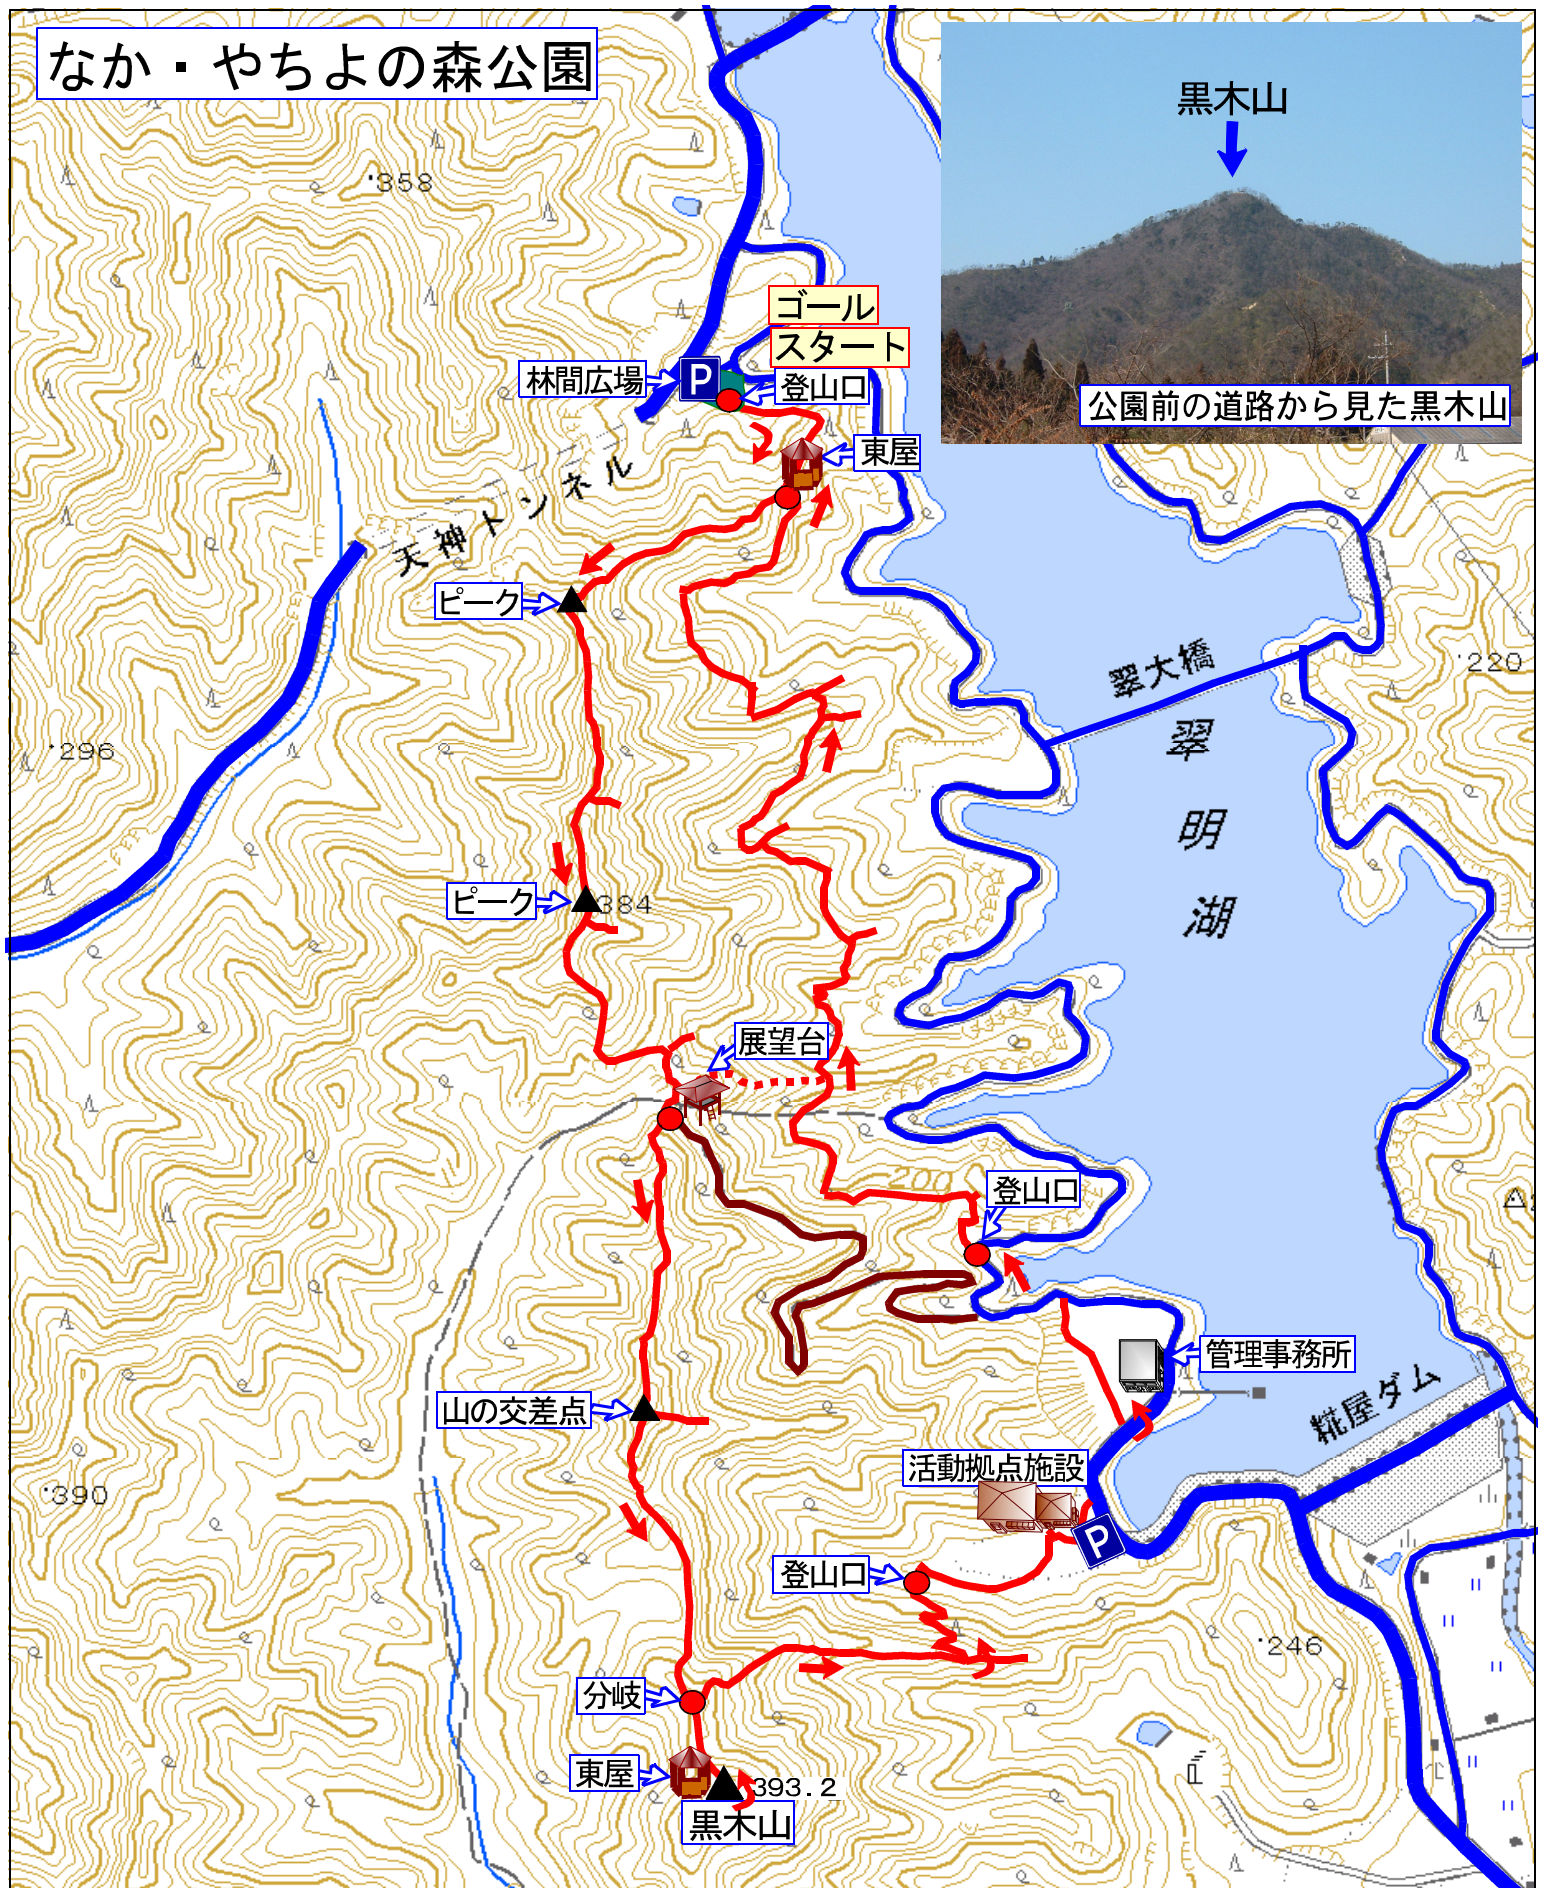 なか・やちよの森公園
黒木山
358
ゴール
スタート
林間広場
P
登山口
公園前の道路から見た黒木山
東屋
天神トンネル
ピーク
翠大橋
220
296
翠明湖
ピーク
384
展望台
200
登山口
管理事務所
山の交差点
糀屋ダム
活動拠点施設
390
P
登山口
246
分岐
東屋
393.2
黒木山